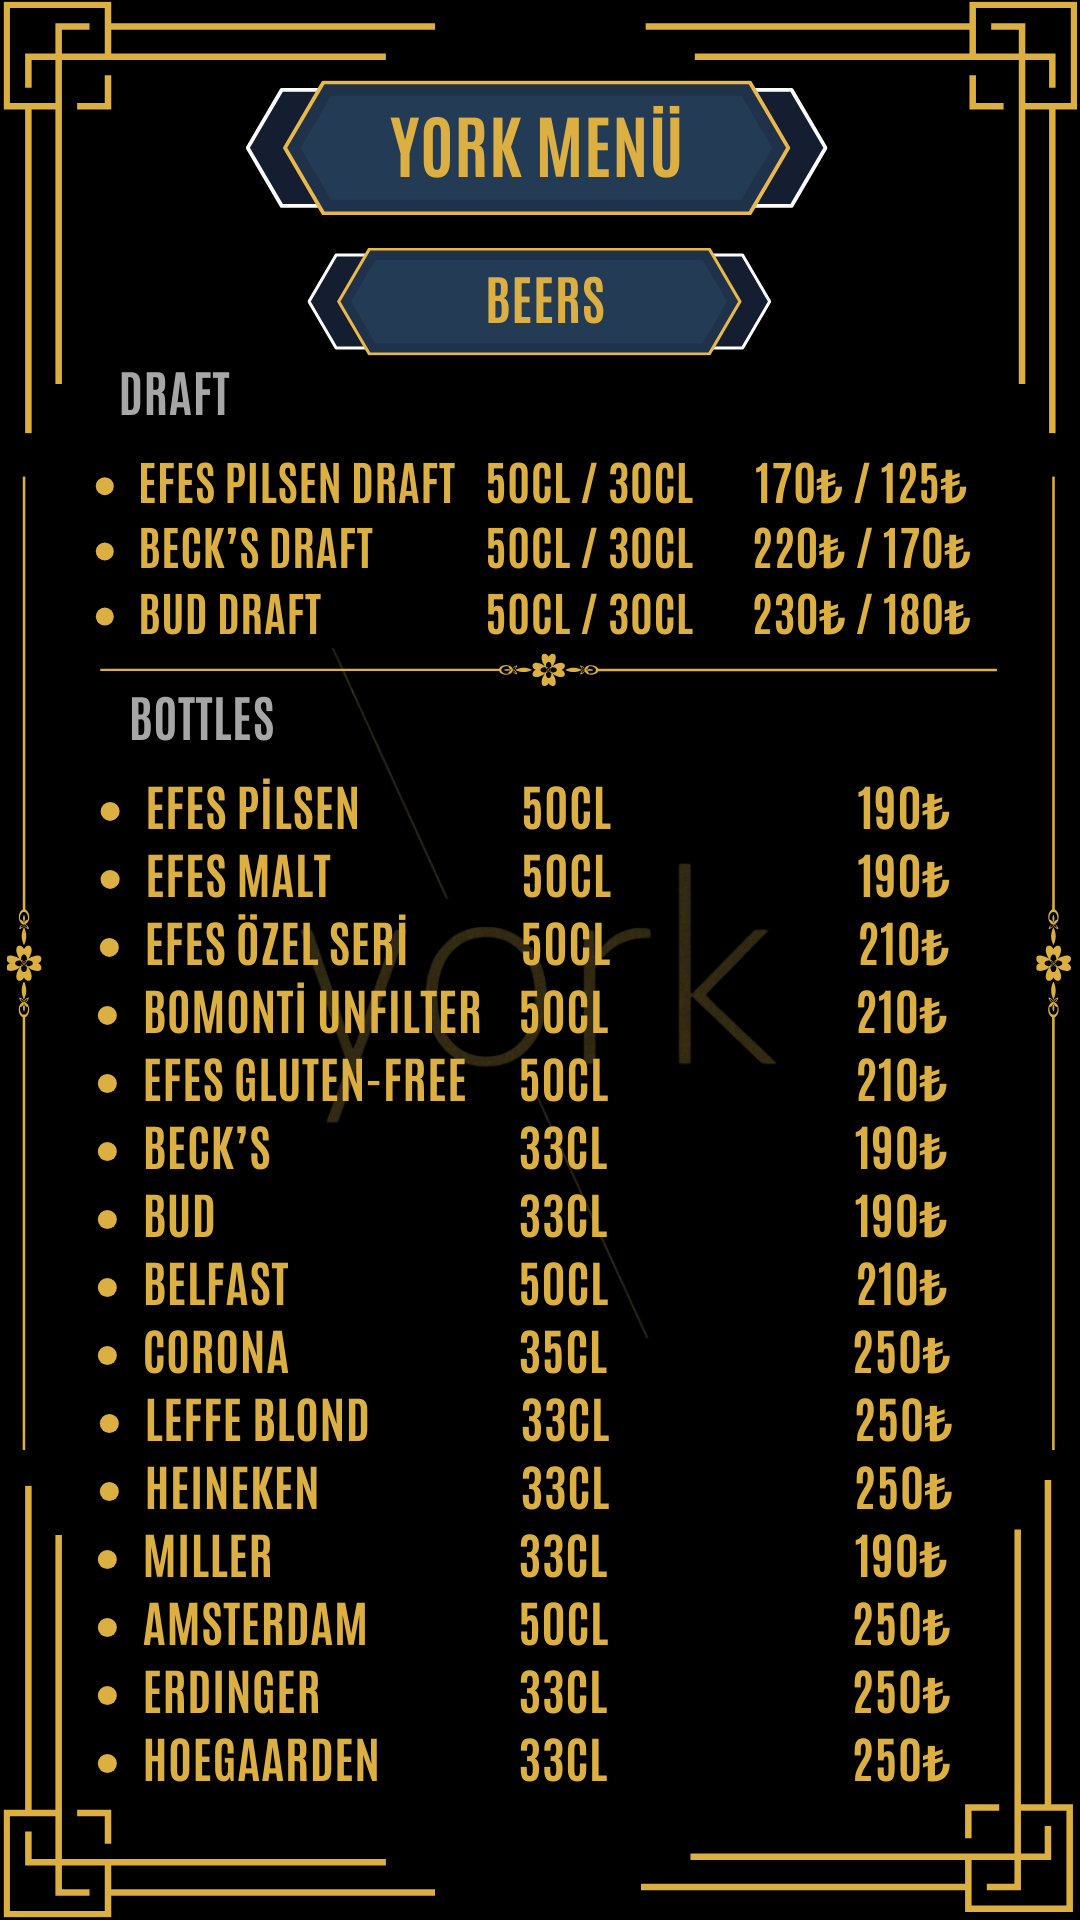 YORK MENÜ
BEERS
DRAFT
EFES PILSEN DRAFT 50CL / 30CL 170₺ / 125₺
BECK’S DRAFT 50CL / 30CL 220₺ / 170₺
BUD DRAFT 50CL / 30CL 230₺ / 180₺
BOTTLES
EFES PİLSEN 50CL 190₺
EFES MALT 50CL 190₺
EFES ÖZEL SERİ 50CL 210₺
BOMONTİ UNFILTER 50CL 210₺
EFES GLUTEN-FREE 50CL 210₺
BECK’S 33CL 190₺
BUD 33CL 190₺
BELFAST 50CL 210₺
CORONA 35CL 250₺
LEFFE BLOND 33CL 250₺
HEINEKEN 33CL 250₺
MILLER 33CL 190₺
AMSTERDAM 50CL 250₺
ERDINGER 33CL 250₺
HOEGAARDEN 33CL 250₺
york